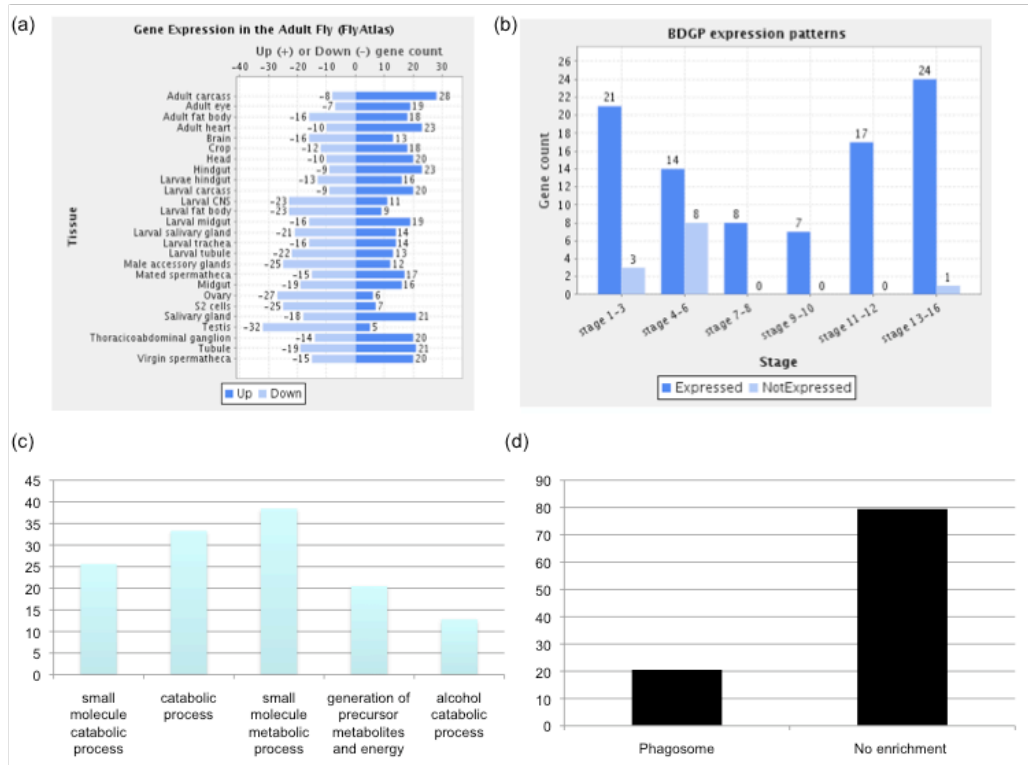 (a)
Gene Expression in the Adult Fly (FlyAtlas)
Up (+) or Down (-) gene count
-40 -30 -20 -10 0 10 20 30
Tissue
Adult carcass -8 28
Adult eye -7 19
Adult fat body -16 18
Adult heart -10 23
Brain -16 13
Crop -12 18
Head -10 20
Hindgut -9 23
Larvae hindgut -13 16
Larval carcass -9 20
Larval CNS -23 11
Larval fat body -23 9
Larval midgut -16 19
Larval salivary gland -21 14
Larval trachea -16 14
Larval tubule -22 13
Male accessory glands -25 12
Mated spermatheca -15 17
Midgut -19 16
Ovary -27 6
S2 cells -25 7
Salivary gland -18 21
Testis -32 5
Thoracicoabdominal ganglion -14 20
Tubule -19 21
Virgin spermatheca -15 20
Up Down
(b)
BDGP expression patterns
Gene count
26
24
22
20
18
16
14
12
10
8
6
4
2
0
21 3 14 8 8 0 7 0 17 0 24 1
stage 1-3 stage 4-6 stage 7-8 stage 9-10 stage 11-12 stage 13-16
Stage
Expressed NotExpressed
(c)
45
40
35
30
25
20
15
10
5
0
small molecule catabolic process
catabolic process
small molecule metabolic process
generation of precursor metabolites and energy
alcohol catabolic process
(d)
90
80
70
60
50
40
30
20
10
0
Phagosome No enrichment